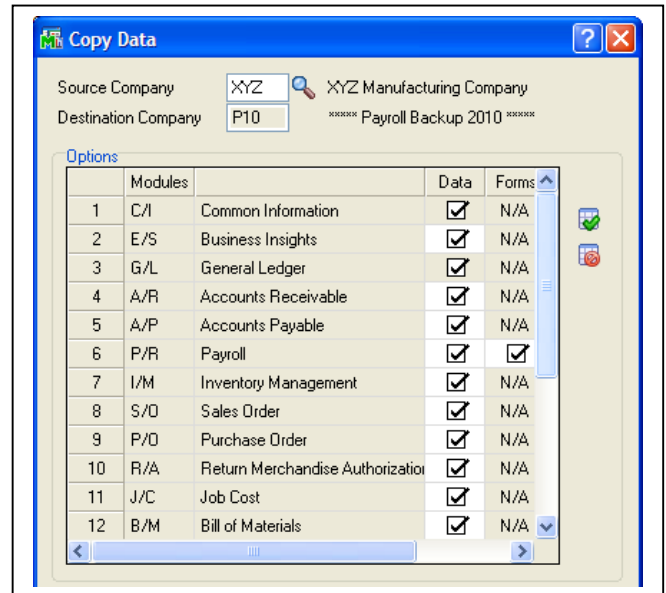 Copy Data
Source Company XYZ XYZ Manufacturing Company
Destination Company P10 ***** Payroll Backup 2010 *****
Options
Modules Data Forms
1 C/I Common Information N/A
2 E/S Business Insights N/A
3 G/L General Ledger N/A
4 A/R Accounts Receivable N/A
5 A/P Accounts Payable N/A
6 P/R Payroll
7 I/M Inventory Management N/A
8 S/O Sales Order N/A
9 P/O Purchase Order N/A
10 R/A Return Merchandise Authorization N/A
11 J/C Job Cost N/A
12 B/M Bill of Materials N/A